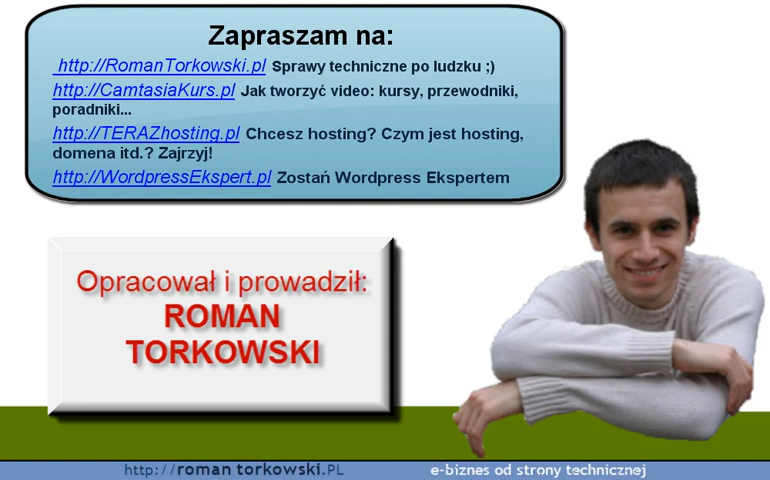 Zapraszam na:
http://RomanTorkowski.pl Sprawy techniczne po ludzku ;)
http://CamtasiaKurs.pl Jak tworzyć video: kursy, przewodniki,
poradniki...
http://TERAZhosting.pl Chcesz hosting? Czym jest hosting,
domena itd.? Zajrzyj!
http://WordpressEkspert.pl Zostań Wordpress Ekspertem
Opracował i prowadził:
ROMAN
TORKOWSKI
http://roman torkowski.PL e-biznes od strony technicznej